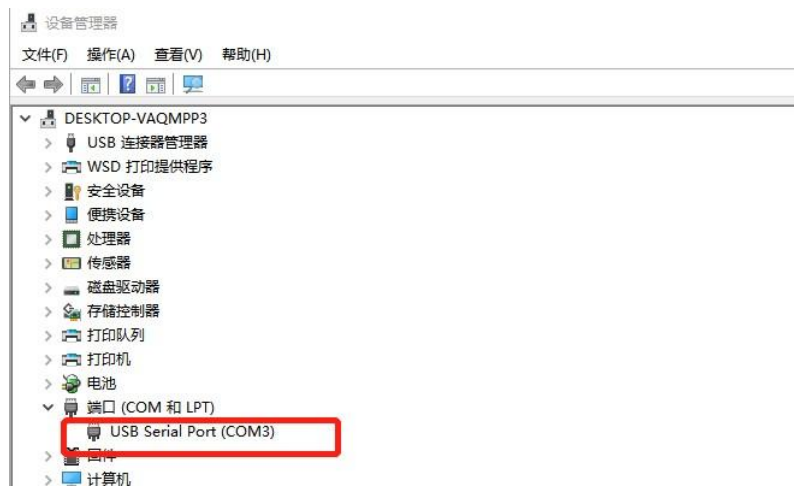 设备管理器
文件(F) 操作(A) 查看(V) 帮助(H)
DESKTOP-VAQMPP3
USB 连接器管理器
WSD 打印提供程序
安全设备
便携设备
处理器
传感器
磁盘驱动器
存储控制器
打印队列
打印机
电池
端口 (COM 和 LPT)
USB Serial Port (COM3)
固件
计算机